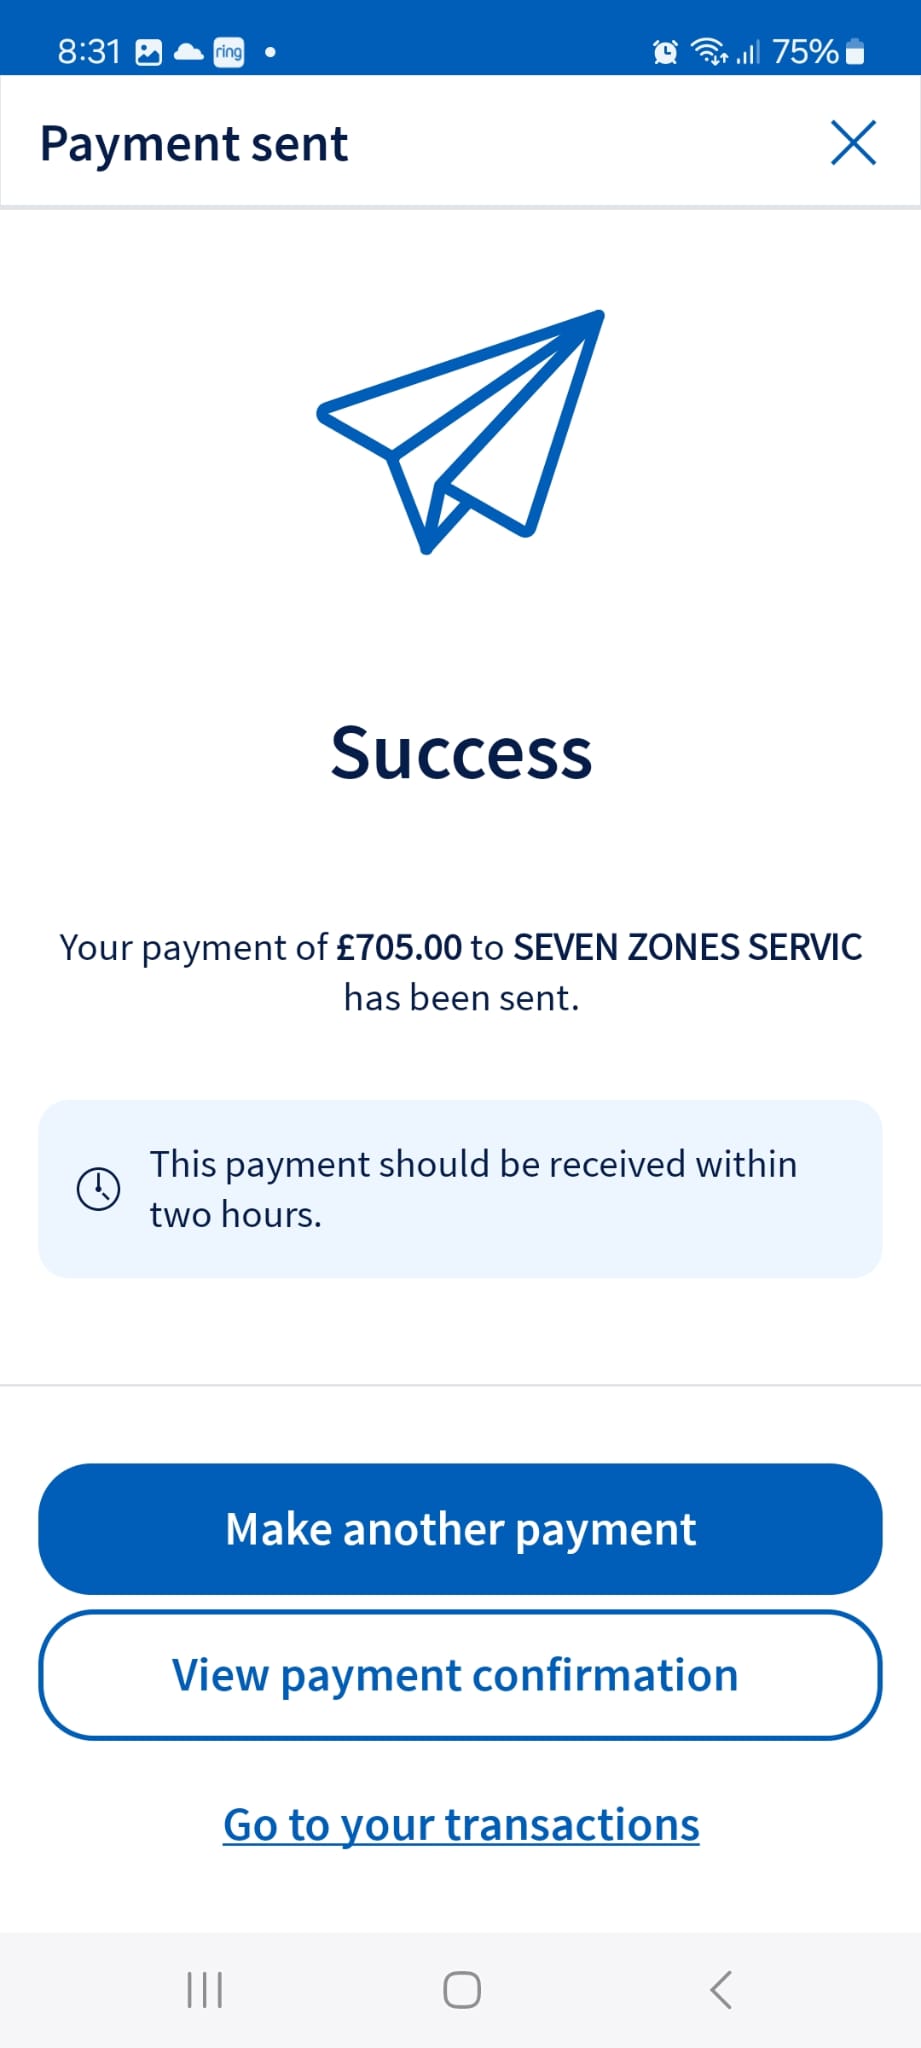 8:31 ring 75%
Payment sent
Success
Your payment of £705.00 to SEVEN ZONES SERVIC
has been sent.
This payment should be received within
two hours.
Make another payment
View payment confirmation
Go to your transactions